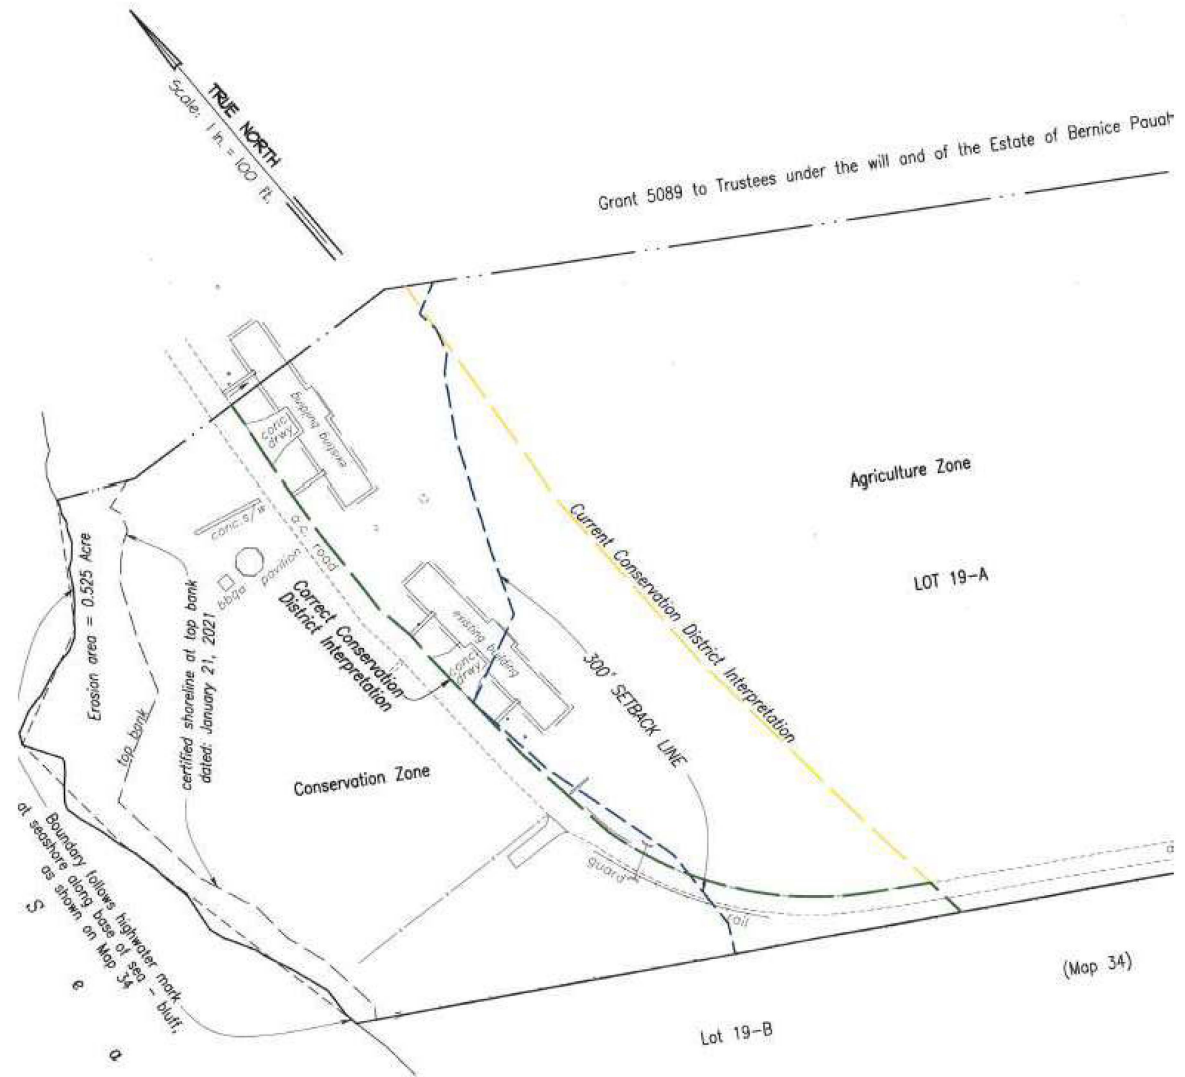 TRUE NORTH
Scale: 1 in. = 100 ft.
Grant 5089 to Trustees under the will and of the Estate of Bernice Pauah
existing building
conc
drwy
conc. s/w
a.c. road
pavilion
bbqa
Correct Conservation
District Interpretation
existing building
conc
drwy
Current Conservation District Interpretation
Agriculture Zone
LOT 19-A
300' SETBACK LINE
Erosion area = 0.525 Acre
top bank
certified shoreline at top bank
dated: January 21, 2021
Conservation Zone
guard
rail
Boundary follows highwater mark
at seashore along base of sea - bluff,
as shown on Map 34
S e a
Lot 19-B
(Map 34)
a